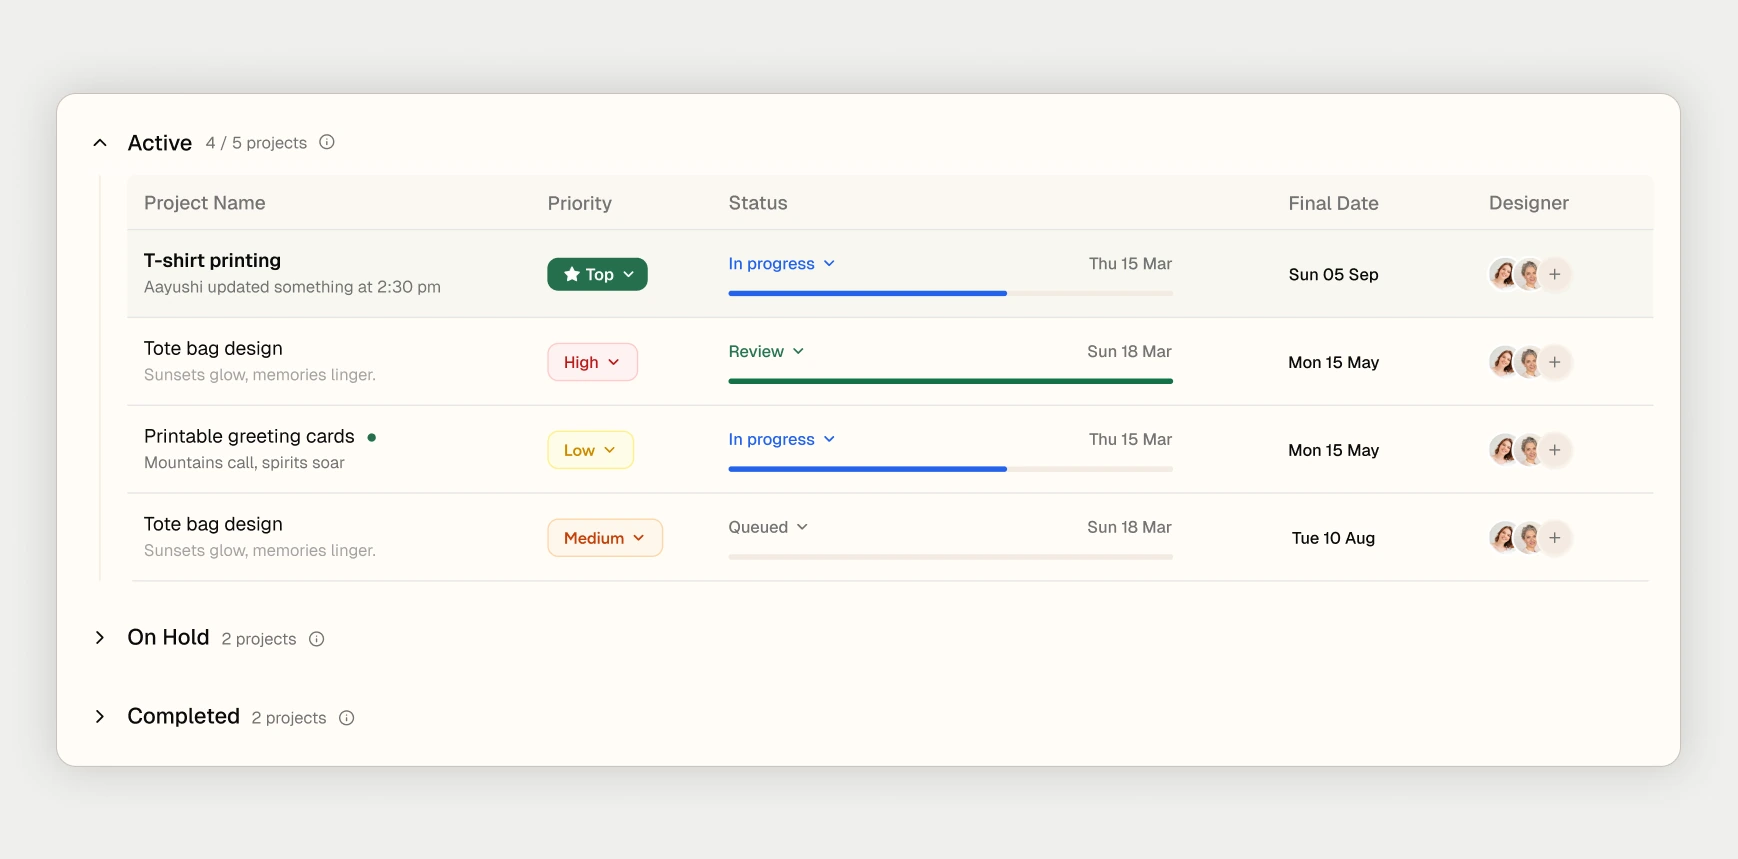 Active 4 / 5 projects
Project Name Priority Status Final Date Designer
T-shirt printing
Aayushi updated something at 2:30 pm
Top
In progress Thu 15 Mar
Sun 05 Sep
Tote bag design
Sunsets glow, memories linger.
High
Review Sun 18 Mar
Mon 15 May
Printable greeting cards
Mountains call, spirits soar
Low
In progress Thu 15 Mar
Mon 15 May
Tote bag design
Sunsets glow, memories linger.
Medium
Queued Sun 18 Mar
Tue 10 Aug
On Hold 2 projects
Completed 2 projects